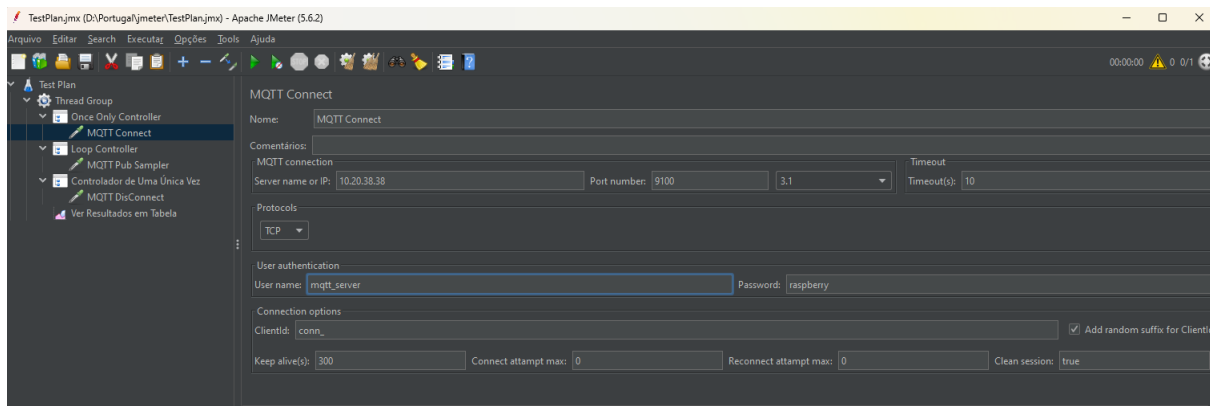 TestPlan.jmx (D:\Portugal\jmeter\TestPlan.jmx) - Apache JMeter (5.6.2)
Arquivo Editar Search Executar Opções Tools Ajuda
00:00:00 0 0/1
Test Plan
Thread Group
Once Only Controller
MQTT Connect
Loop Controller
MQTT Pub Sampler
Controlador de Uma Única Vez
MQTT DisConnect
Ver Resultados em Tabela
MQTT Connect
Nome: MQTT Connect
Comentários:
MQTT connection Timeout
Server name or IP: 10.20.38.38 Port number: 9100 3.1 Timeout(s): 10
Protocols
TCP
User authentication
User name: mqtt_server Password: raspberry
Connection options
ClientId: conn_ Add random suffix for ClientI
Keep alive(s): 300 Connect attampt max: 0 Reconnect attampt max: 0 Clean session: true